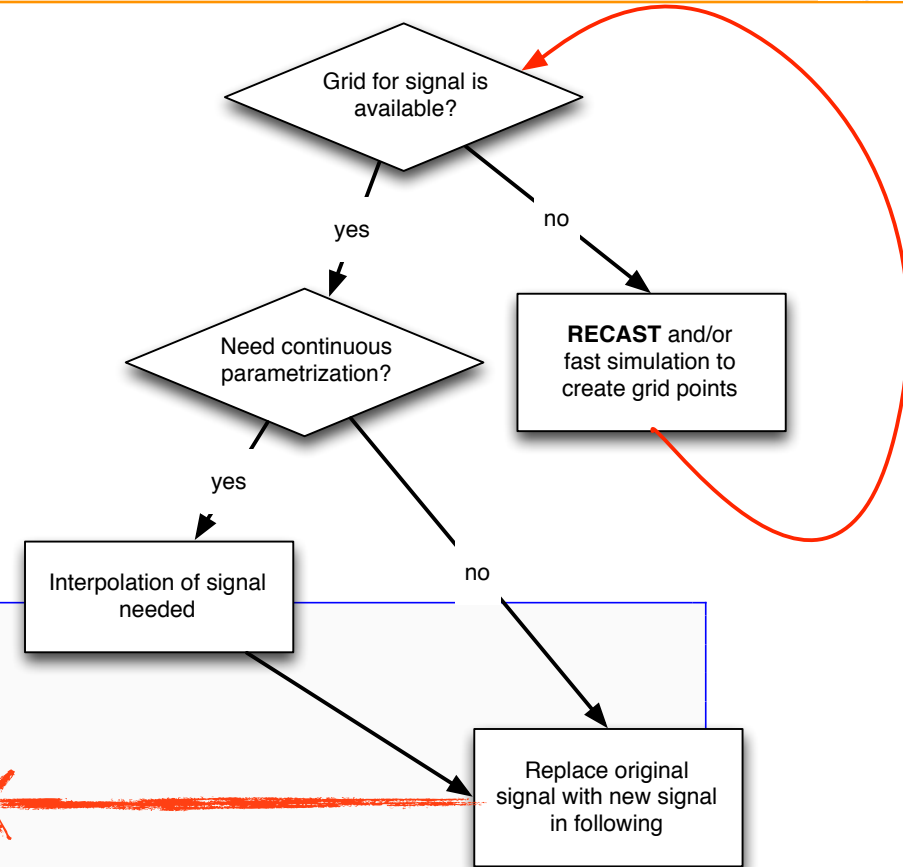 Grid for signal is
available?
yes
no
Need continuous
parametrization?
RECAST and/or
fast simulation to
create grid points
yes
no
Interpolation of signal
needed
Replace original
signal with new signal
in following